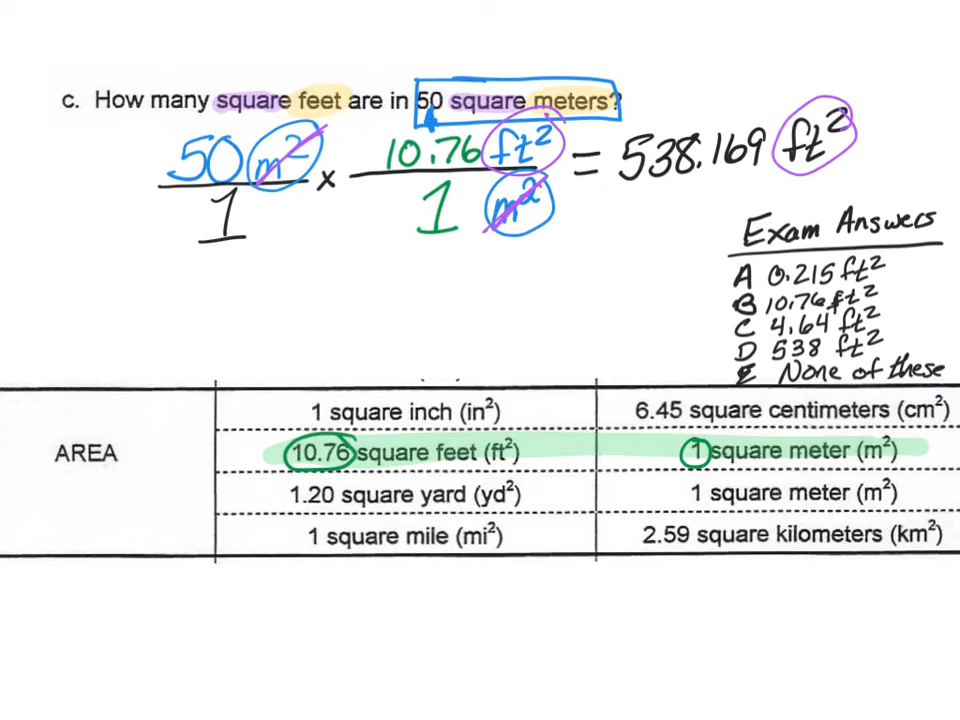 c. How many square feet are in 50 square meters?
50 m² × 10.76 ft² = 538.169 ft²
1 1 m²
Exam Answers
A 0.215 ft²
B 10.76 ft²
C 4.64 ft²
D 538 ft²
E None of these
1 square inch (in²) 6.45 square centimeters (cm²)
AREA 10.76 square feet (ft²) 1 square meter (m²)
1.20 square yard (yd²) 1 square meter (m²)
1 square mile (mi²) 2.59 square kilometers (km²)